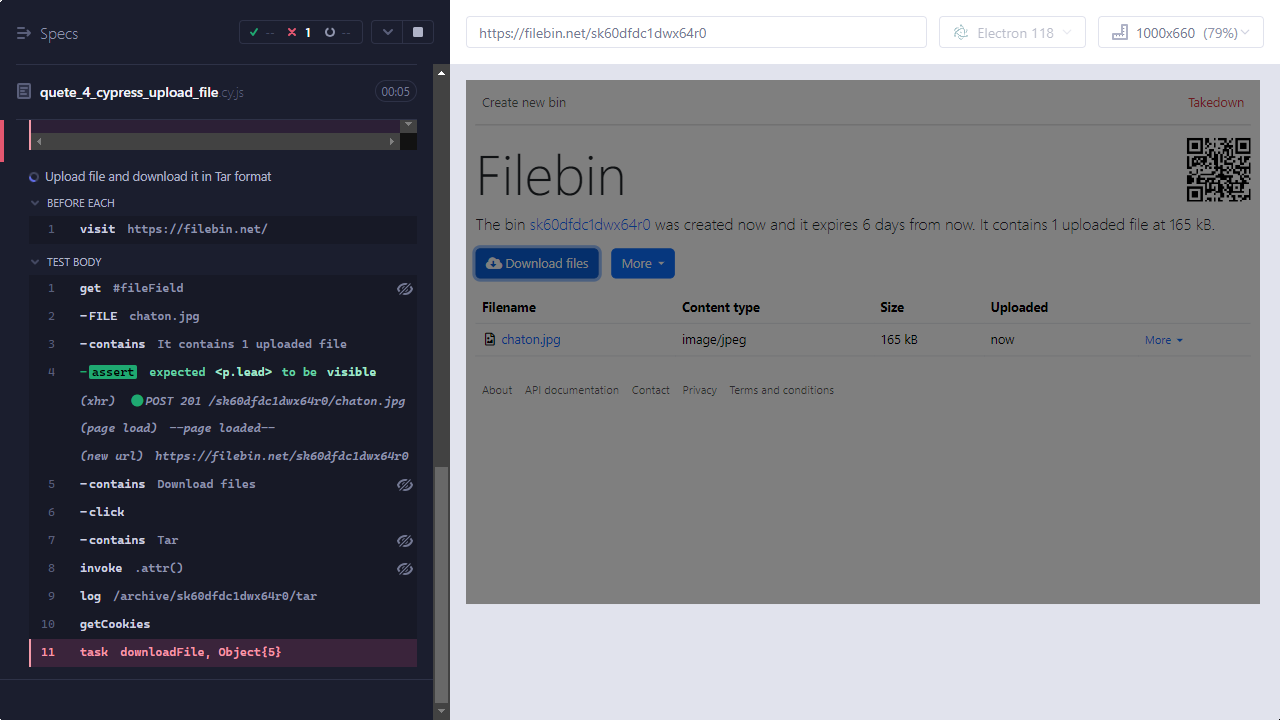 Specs
-- 1 --
quete_4_cypress_upload_file.cy.js 00:05
Upload file and download it in Tar format
BEFORE EACH
1 visit https://filebin.net/
TEST BODY
1 get #fileField
2 -FILE chaton.jpg
3 -contains It contains 1 uploaded file
4 -assert expected <p.lead> to be visible
(xhr) POST 201 /sk60dfdc1dwx64r0/chaton.jpg
(page load) --page loaded--
(new url) https://filebin.net/sk60dfdc1dwx64r0
5 -contains Download files
6 -click
7 -contains Tar
8 invoke .attr()
9 log /archive/sk60dfdc1dwx64r0/tar
10 getCookies
11 task downloadFile, Object{5}
https://filebin.net/sk60dfdc1dwx64r0
Electron 118
1000x660 (79%)
Create new bin Takedown
Filebin
The bin sk60dfdc1dwx64r0 was created now and it expires 6 days from now. It contains 1 uploaded file at 165 kB.
Download files More
Filename Content type Size Uploaded
chaton.jpg image/jpeg 165 kB now More
About API documentation Contact Privacy Terms and conditions